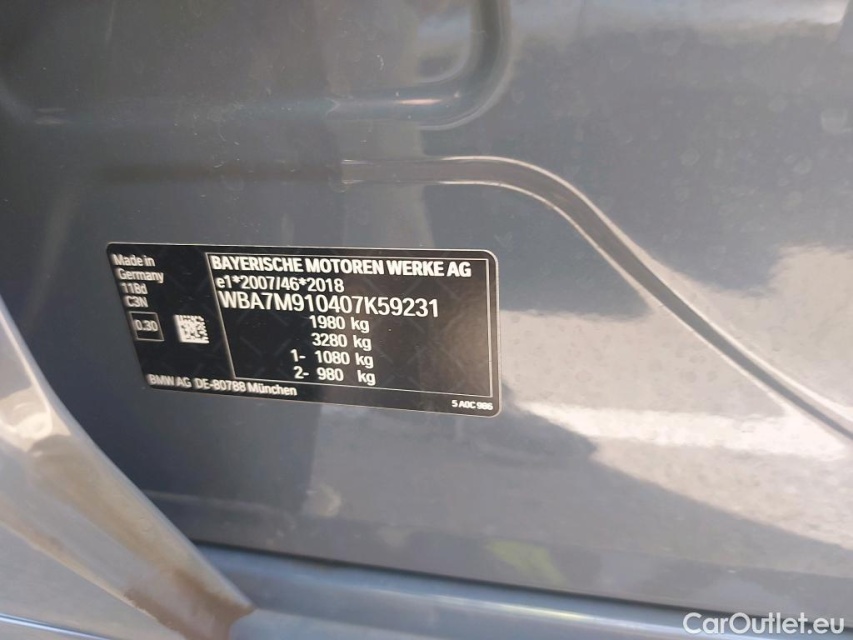 Made in
Germany
118d
C3N
0.30
BAYERISCHE MOTOREN WERKE AG
e1*2007/46*2018
WBA7M910407K59231
1980 kg
3280 kg
1- 1080 kg
2- 980 kg
BMW AG DE-80788 München
5 A0C 986
CarOutlet.eu